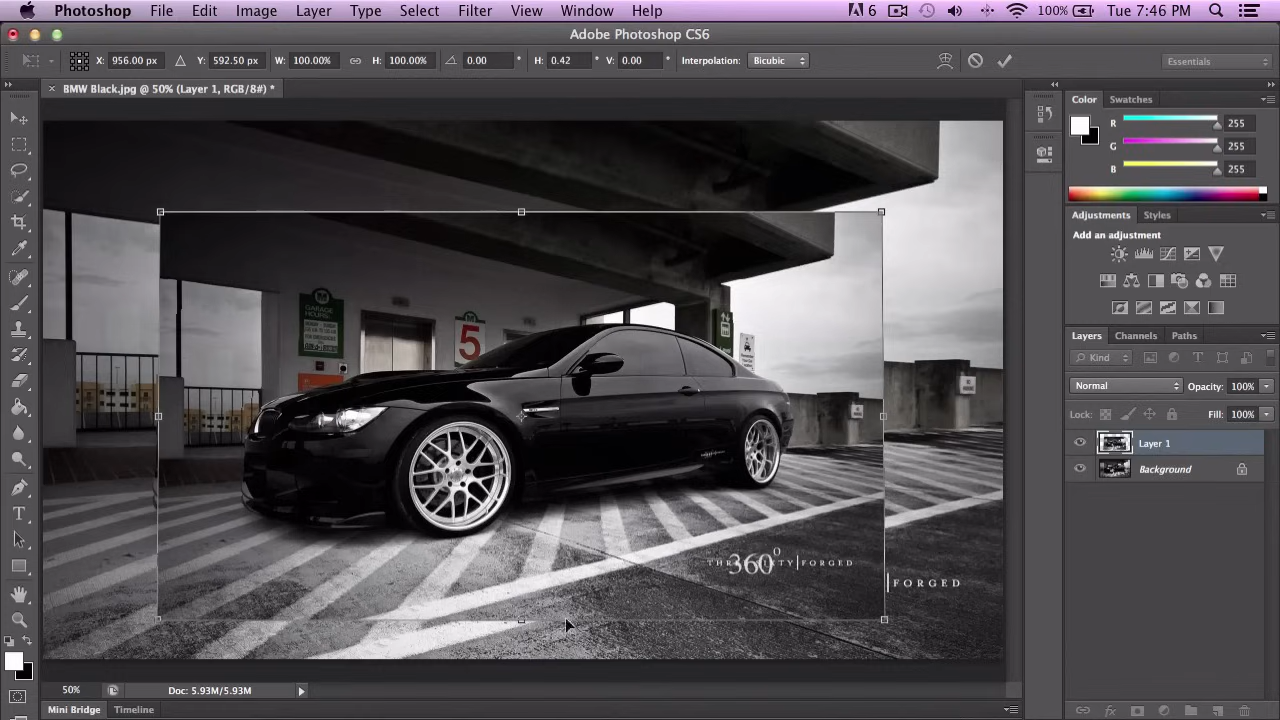 Photoshop File Edit Image Layer Type Select Filter View Window Help 6 100% Tue 7:46 PM
Adobe Photoshop CS6
X: 956.00 px Y: 592.50 px W: 100.00% H: 100.00% 0.00 ° H: 0.42 ° V: 0.00 ° Interpolation: Bicubic Essentials
× BMW Black.jpg @ 50% (Layer 1, RGB/8#) *
Color Swatches
R 255
G 255
B 255
Adjustments Styles
Add an adjustment
GARAGE
HOURS
5
Layers Channels Paths
Kind
Normal Opacity: 100%
Lock: Fill: 100%
Layer 1
Background
360° FORGED
FORGED
50% Doc: 5.93M/5.93M
Mini Bridge Timeline